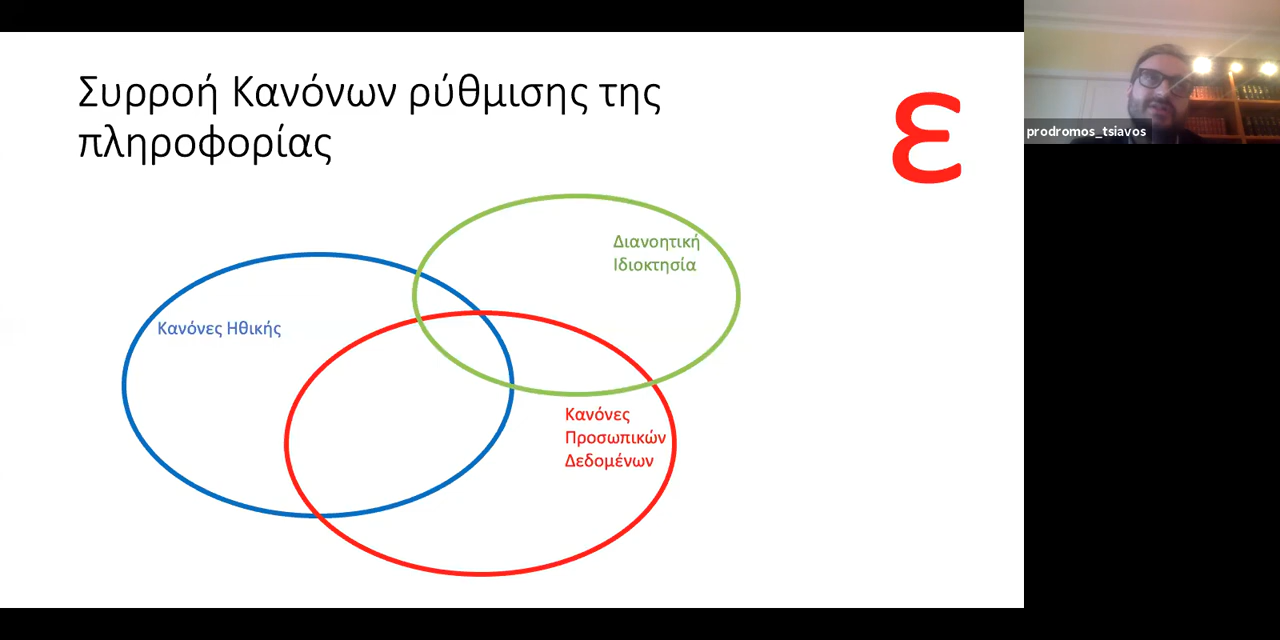 Συρροή Κανόνων ρύθμισης της
πληροφορίας
ε
prodromos_tsiavos
Διανοητική
Ιδιοκτησία
Κανόνες Ηθικής
Κανόνες
Προσωπικών
Δεδομένων